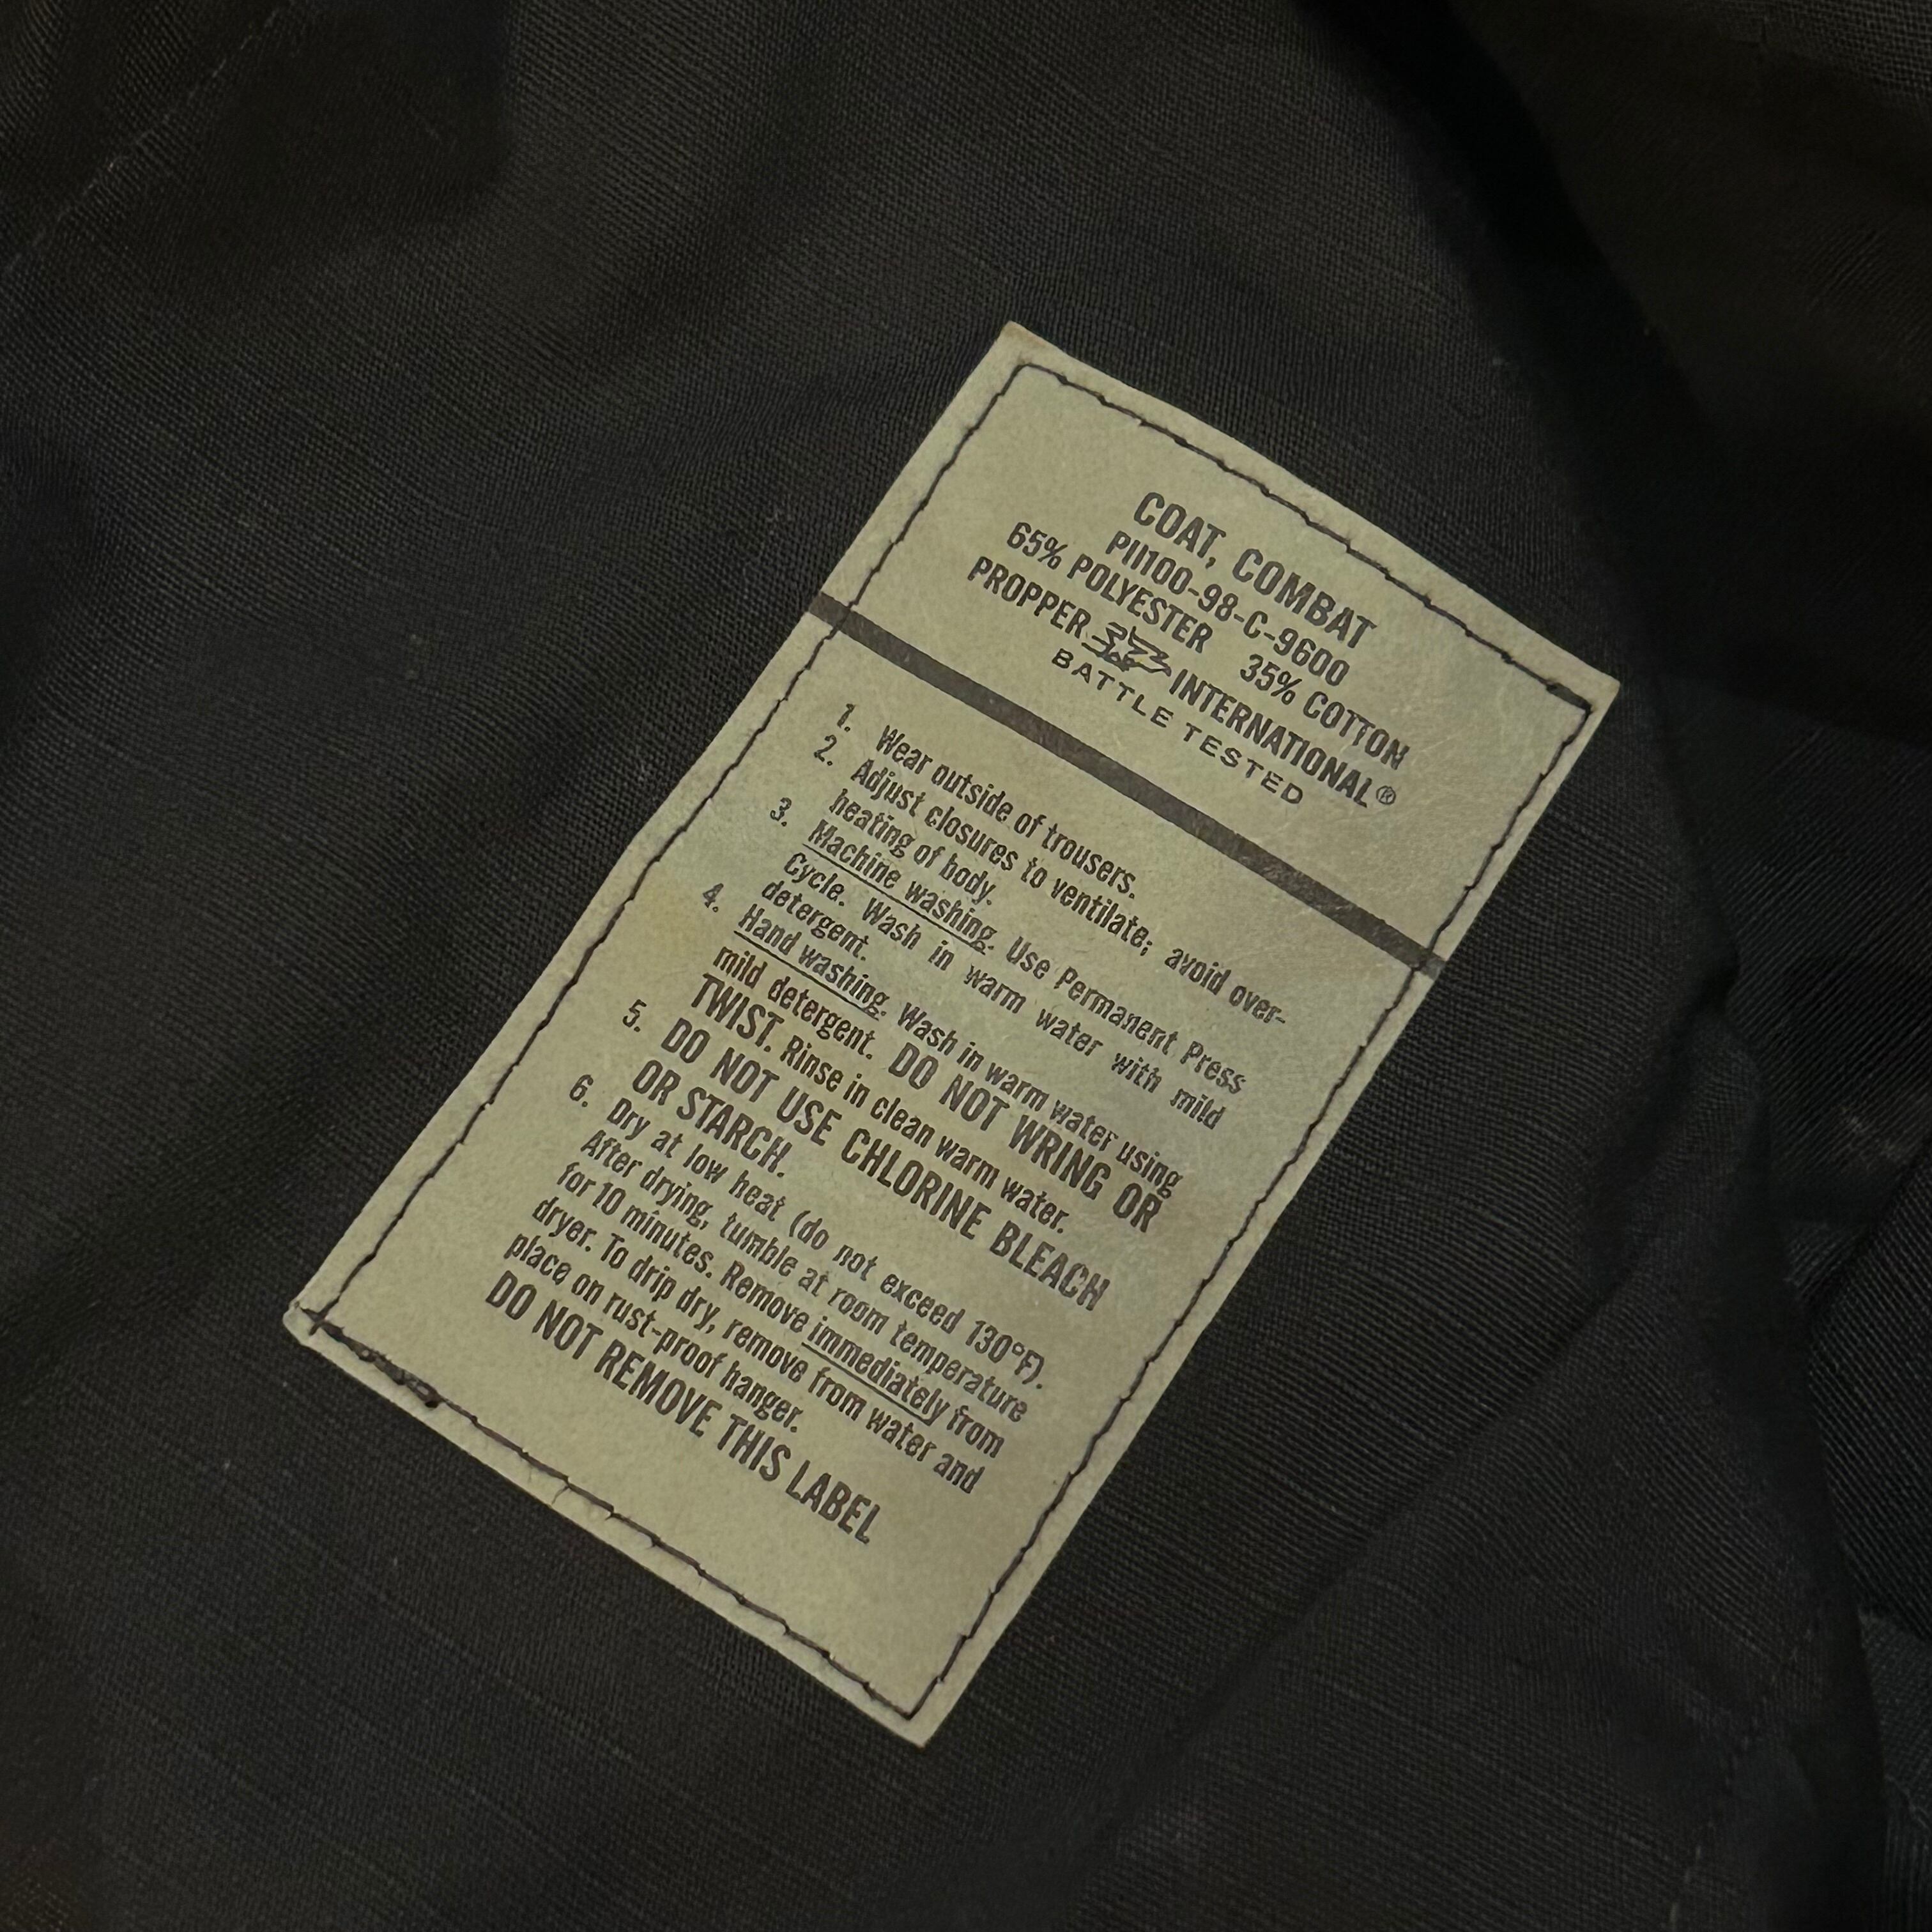 COAT, COMBAT
PII100-98-C-9600
65% POLYESTER 35% COTTON
PROPPER INTERNATIONAL®
BATTLE TESTED
1. Wear outside of trousers.
2. Adjust closures to ventilate; avoid over-
heating of body.
3. Machine washing. Use Permanent Press
Cycle. Wash in warm water with mild
detergent.
4. Hand washing. Wash in warm water using
mild detergent. DO NOT WRING OR
TWIST. Rinse in clean warm water.
5. DO NOT USE CHLORINE BLEACH
OR STARCH.
6. Dry at low heat (do not exceed 130°F).
After drying, tumble at room temperature
for 10 minutes. Remove immediately from
dryer. To drip dry, remove from water and
place on rust-proof hanger.
DO NOT REMOVE THIS LABEL